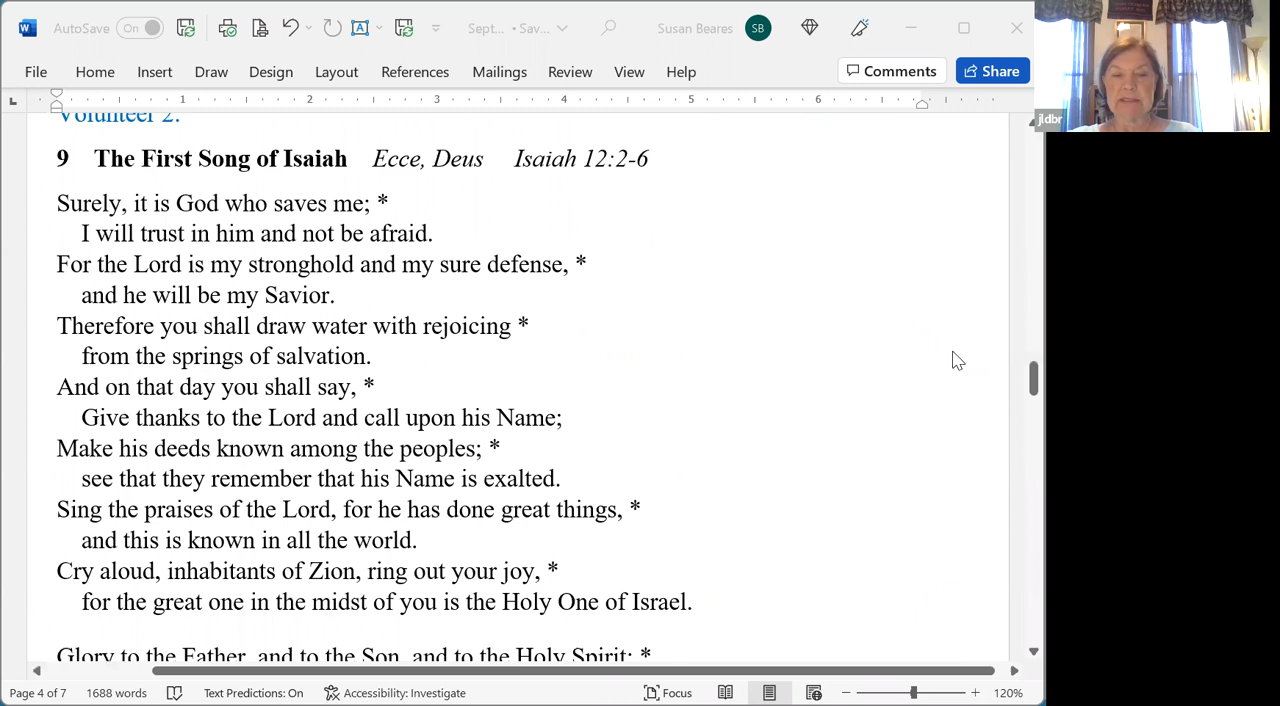 AutoSave On Sept... • Sav... Susan Beares SB
File Home Insert Draw Design Layout References Mailings Review View Help Comments Share
1 2 3 4 5 6
jldbr
Volunteer 2:
9 The First Song of Isaiah Ecce, Deus Isaiah 12:2-6
Surely, it is God who saves me; *
I will trust in him and not be afraid.
For the Lord is my stronghold and my sure defense, *
and he will be my Savior.
Therefore you shall draw water with rejoicing *
from the springs of salvation.
And on that day you shall say, *
Give thanks to the Lord and call upon his Name;
Make his deeds known among the peoples; *
see that they remember that his Name is exalted.
Sing the praises of the Lord, for he has done great things, *
and this is known in all the world.
Cry aloud, inhabitants of Zion, ring out your joy, *
for the great one in the midst of you is the Holy One of Israel.
Glory to the Father, and to the Son, and to the Holy Spirit: *
Page 4 of 7 1688 words Text Predictions: On Accessibility: Investigate Focus 120%